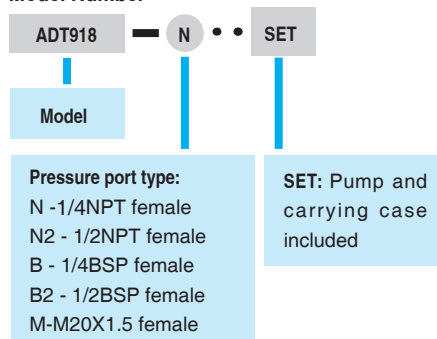 ADT918 — N • • SET
Model
Pressure port type:
N -1/4NPT female
N2 - 1/2NPT female
B - 1/4BSP female
B2 - 1/2BSP female
M-M20X1.5 female
SET: Pump and
carrying case
included